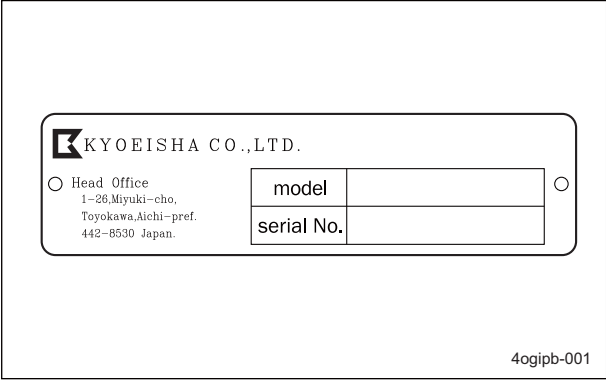 KYOEISHA CO.,LTD.
Head Office
1-26,Miyuki-cho,
Toyokawa,Aichi-pref.
442-8530 Japan.
model
serial No.
4ogipb-001